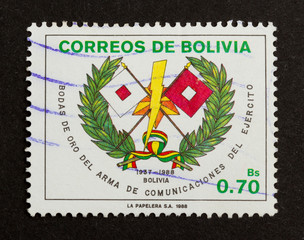 CORREOS DE BOLIVIA
BODAS DE ORO DEL ARMA DE COMUNICACIONES DEL EJERCITO
1937-1988
BOLIVIA
Bs
0.70
LA PAPELERA S.A. 1988